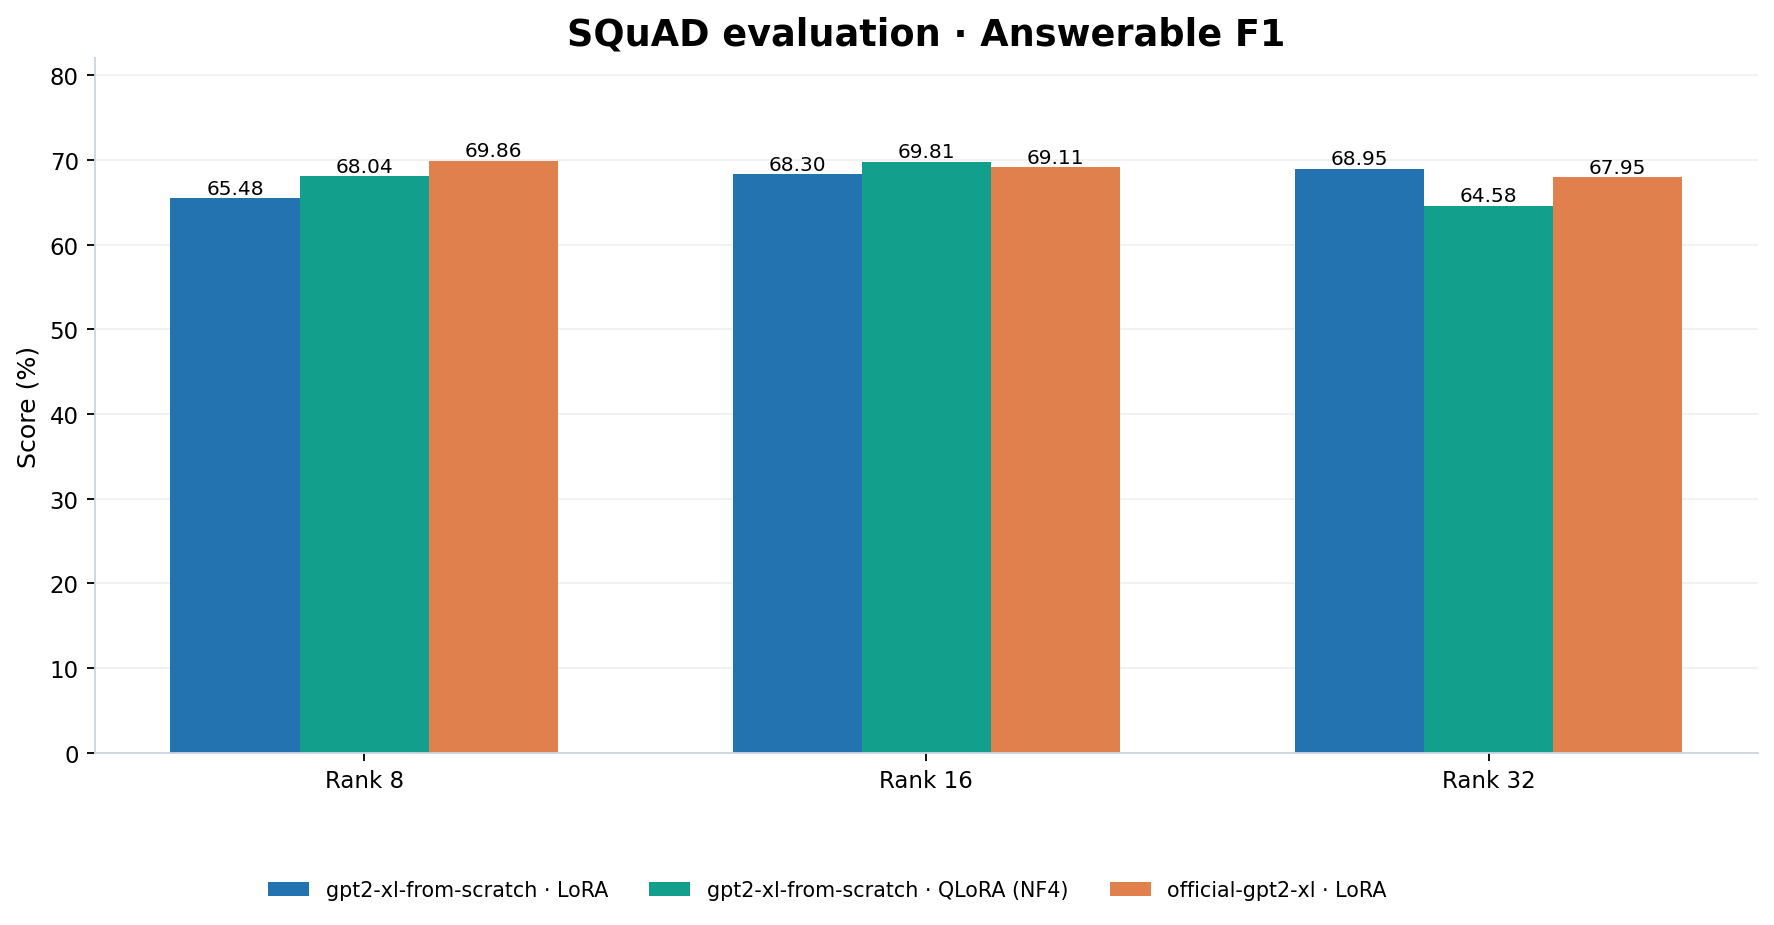 SQuAD evaluation · Answerable F1
Score (%)
80
70
60
50
40
30
20
10
0
65.48
68.04
69.86
68.30
69.81
69.11
68.95
64.58
67.95
Rank 8
Rank 16
Rank 32
gpt2-xl-from-scratch · LoRA
gpt2-xl-from-scratch · QLoRA (NF4)
official-gpt2-xl · LoRA